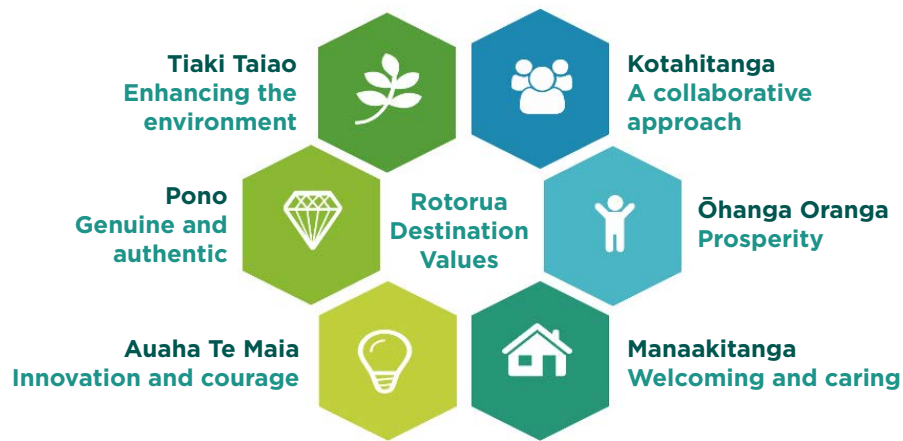 Tiaki Taiao
Enhancing the
environment
Kotahitanga
A collaborative
approach
Pono
Genuine and
authentic
Rotorua
Destination
Values
Ōhanga Oranga
Prosperity
Auaha Te Maia
Innovation and courage
Manaakitanga
Welcoming and caring